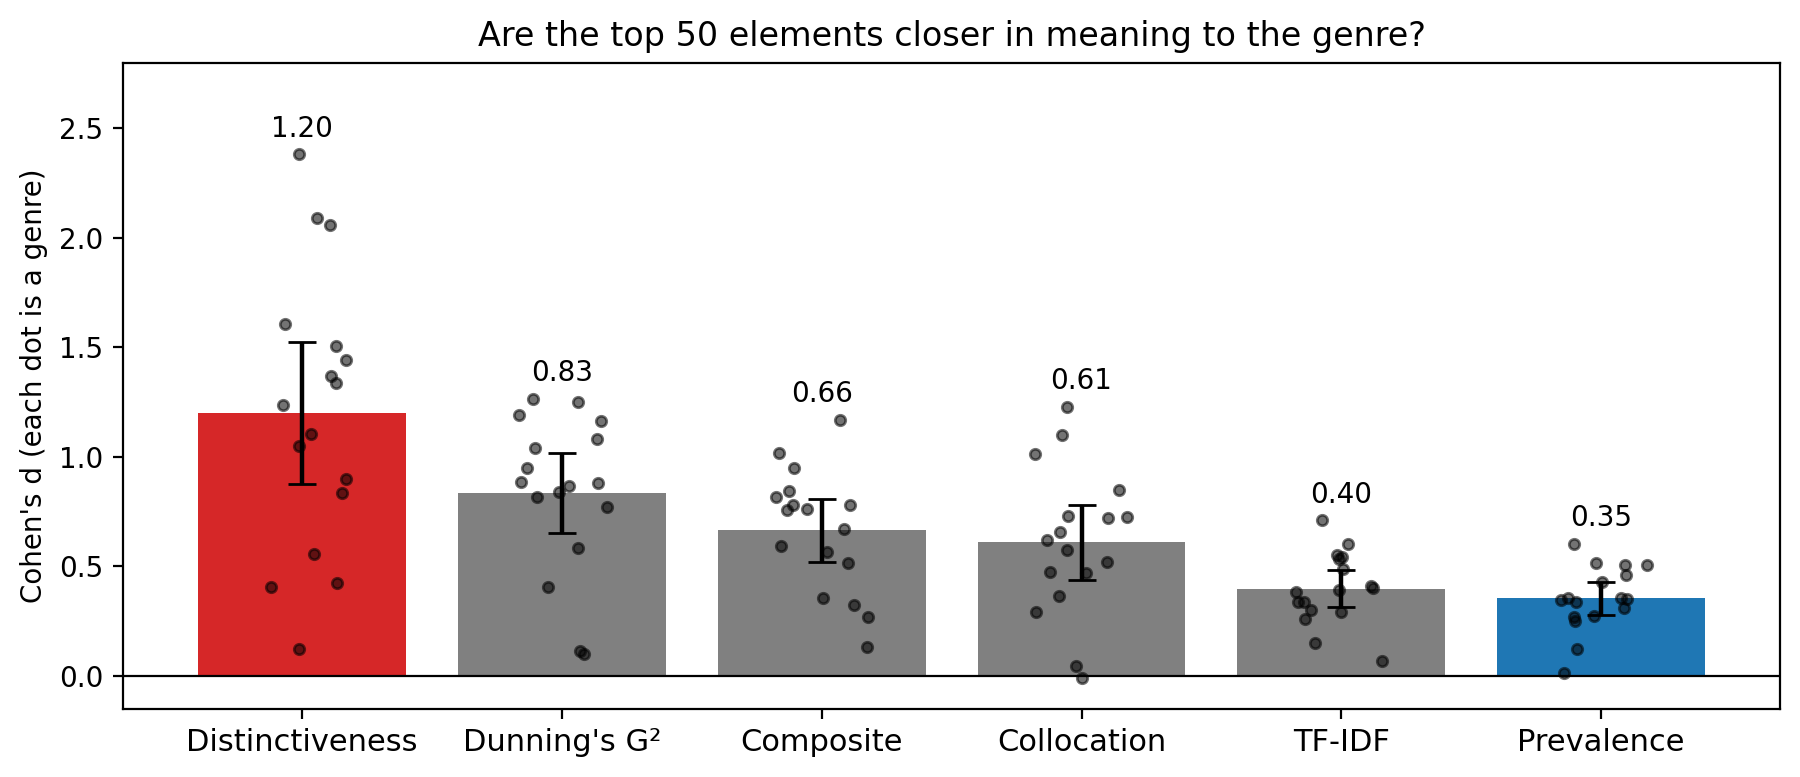 Are the top 50 elements closer in meaning to the genre?
Cohen's d (each dot is a genre)
2.5
2.0
1.5
1.0
0.5
0.0
1.20
0.83
0.66
0.61
0.40
0.35
Distinctiveness
Dunning's G²
Composite
Collocation
TF-IDF
Prevalence